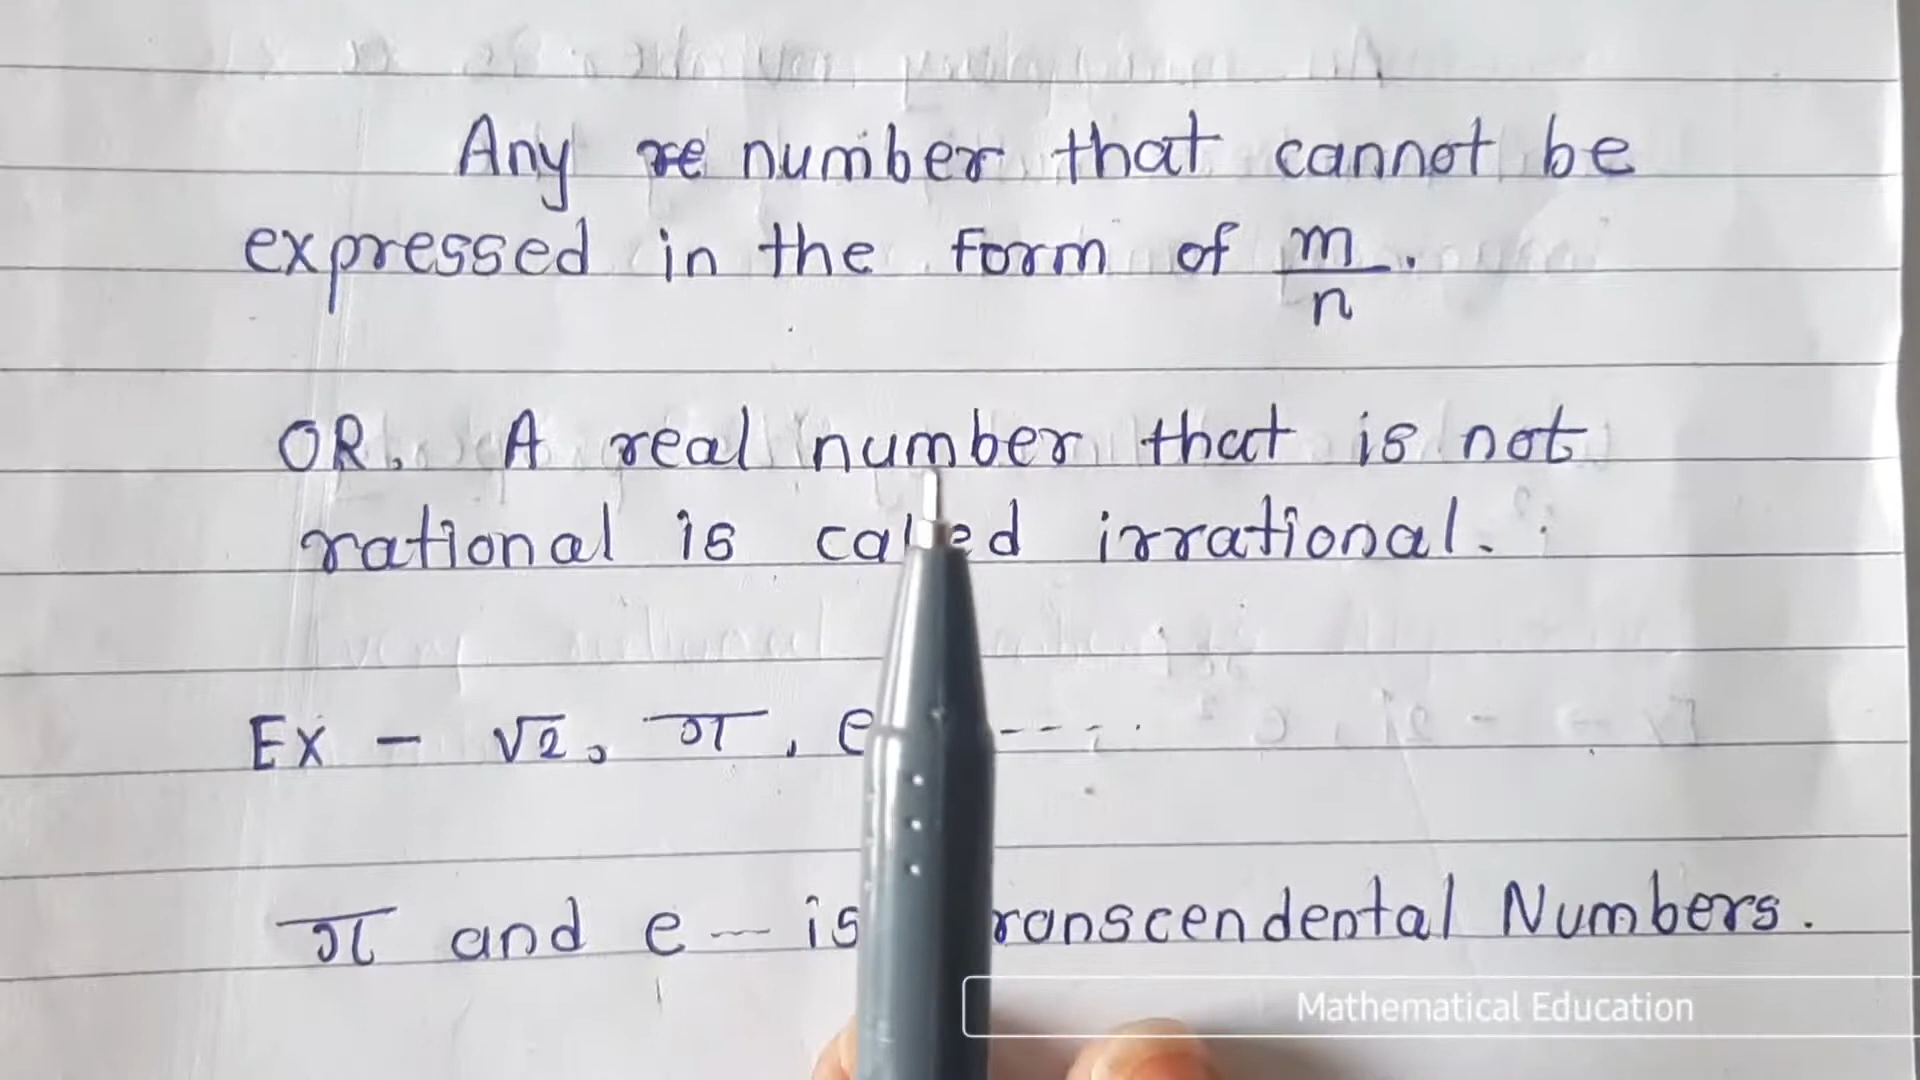 Any re number that cannot be
expressed in the form of m/n.
OR. A real number that is not
rational is called irrational.
Ex - √2, π, e ----
π and e - is ranscendental Numbers.
Mathematical Education